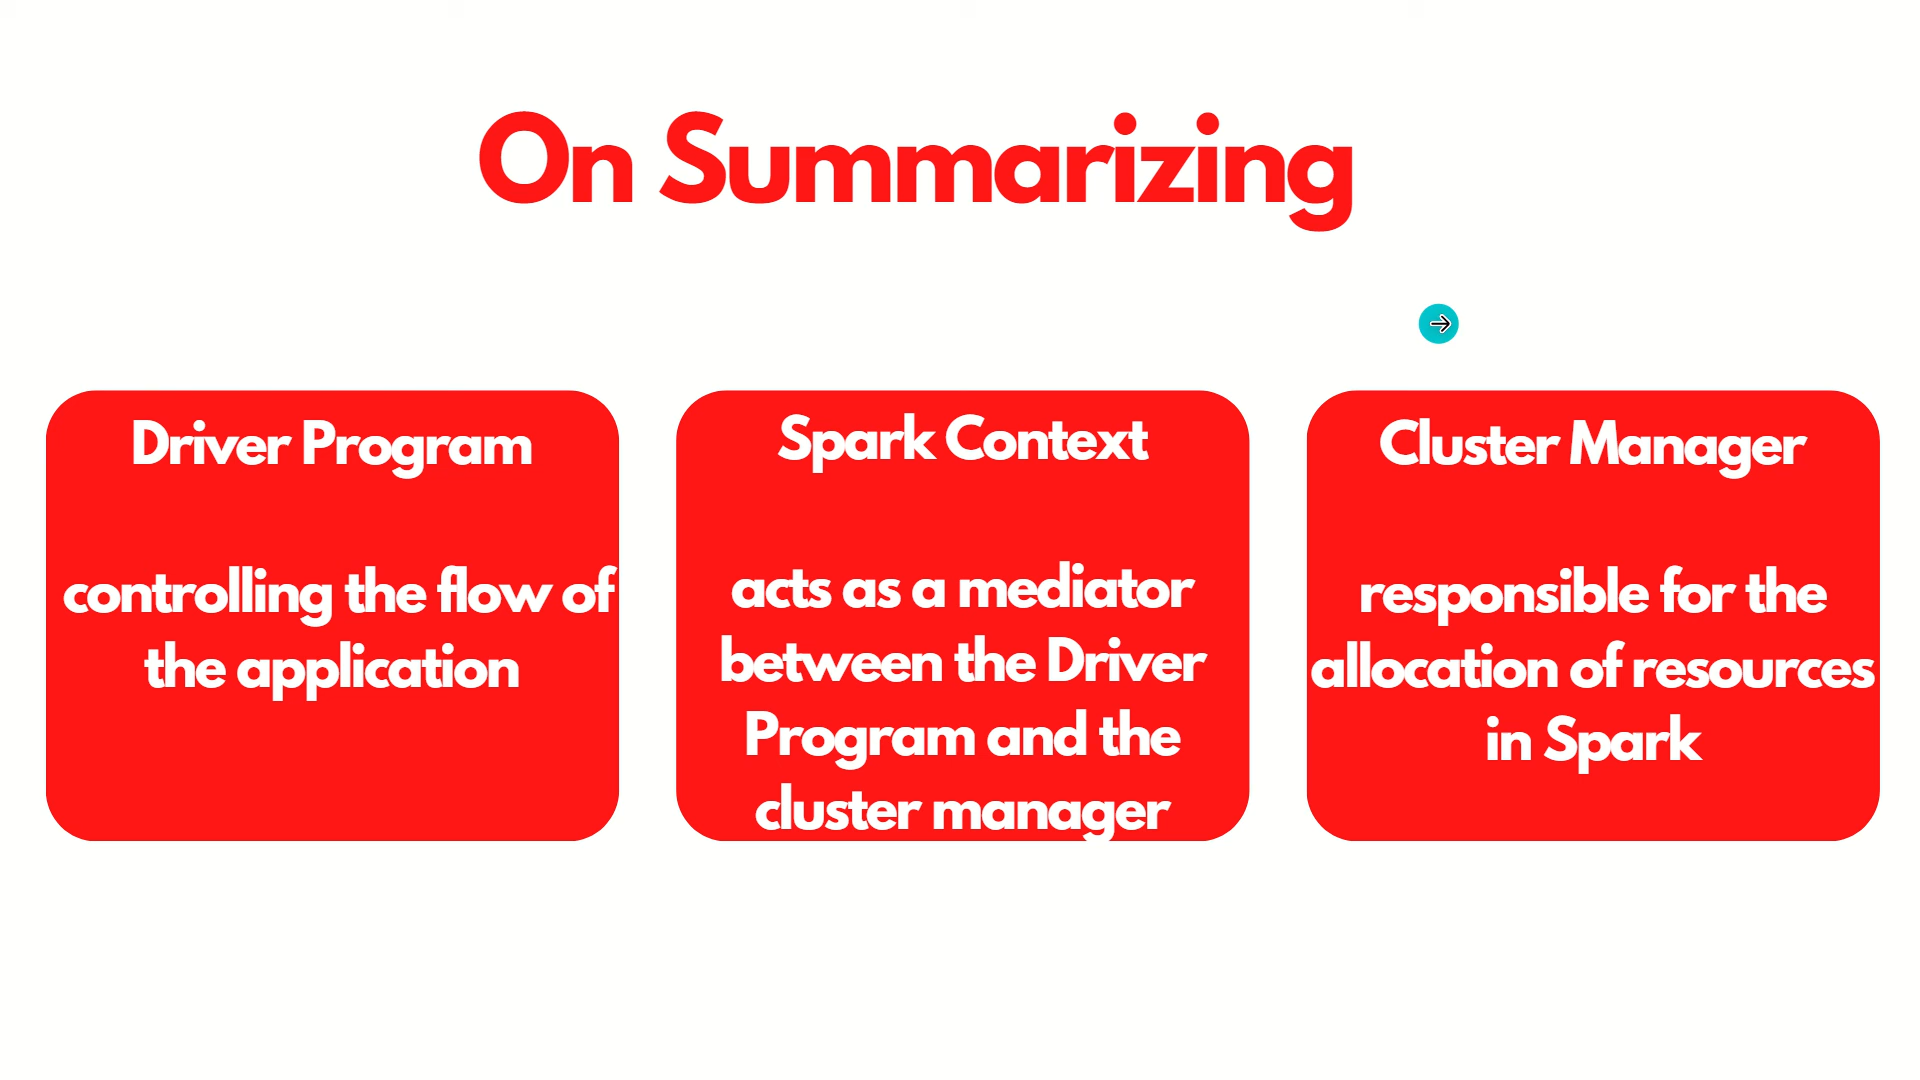 On Summarizing
Driver Program
controlling the flow of
the application
Spark Context
acts as a mediator
between the Driver
Program and the
cluster manager
Cluster Manager
responsible for the
allocation of resources
in Spark